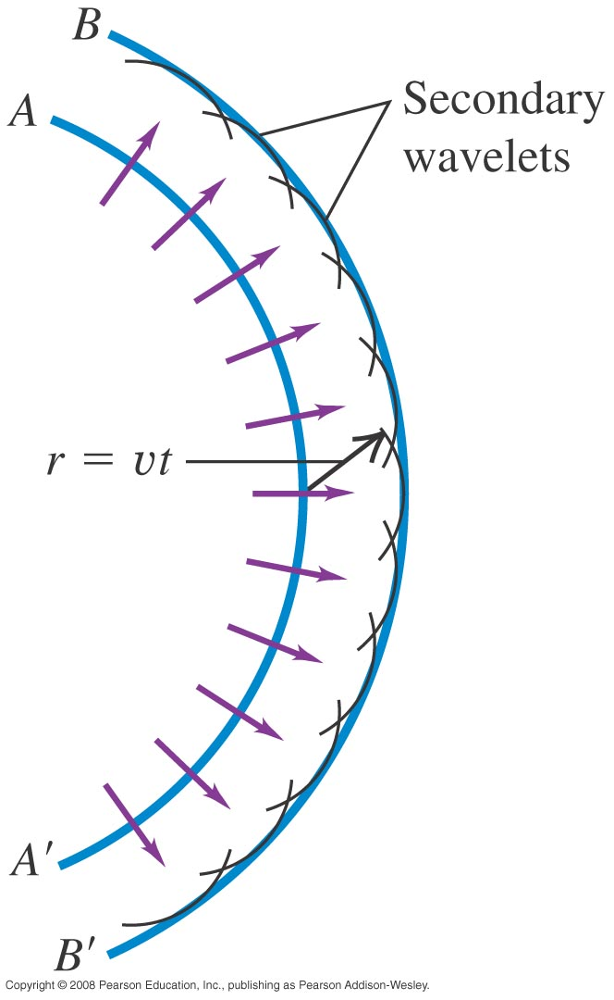 B
A
Secondary
wavelets
r = vt
A′
B′
Copyright © 2008 Pearson Education, Inc., publishing as Pearson Addison-Wesley.